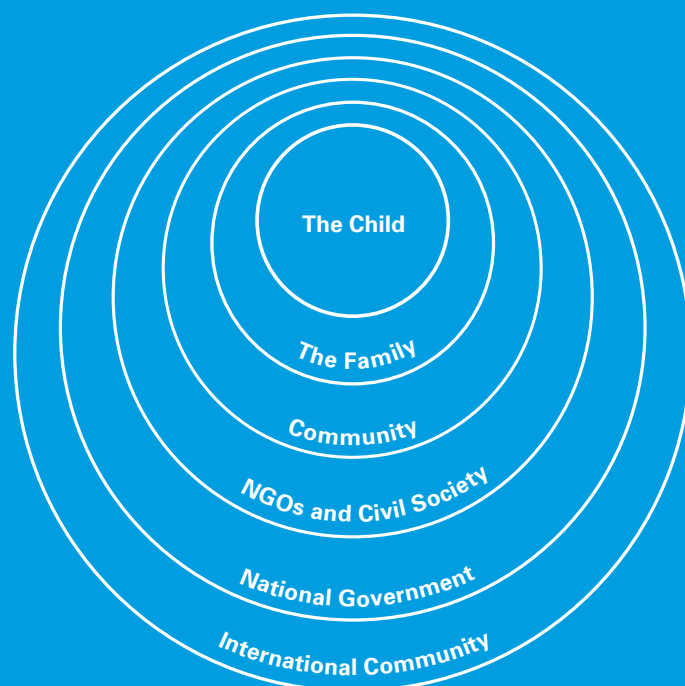 The Child
The Family
Community
NGOs and Civil Society
National Government
International Community